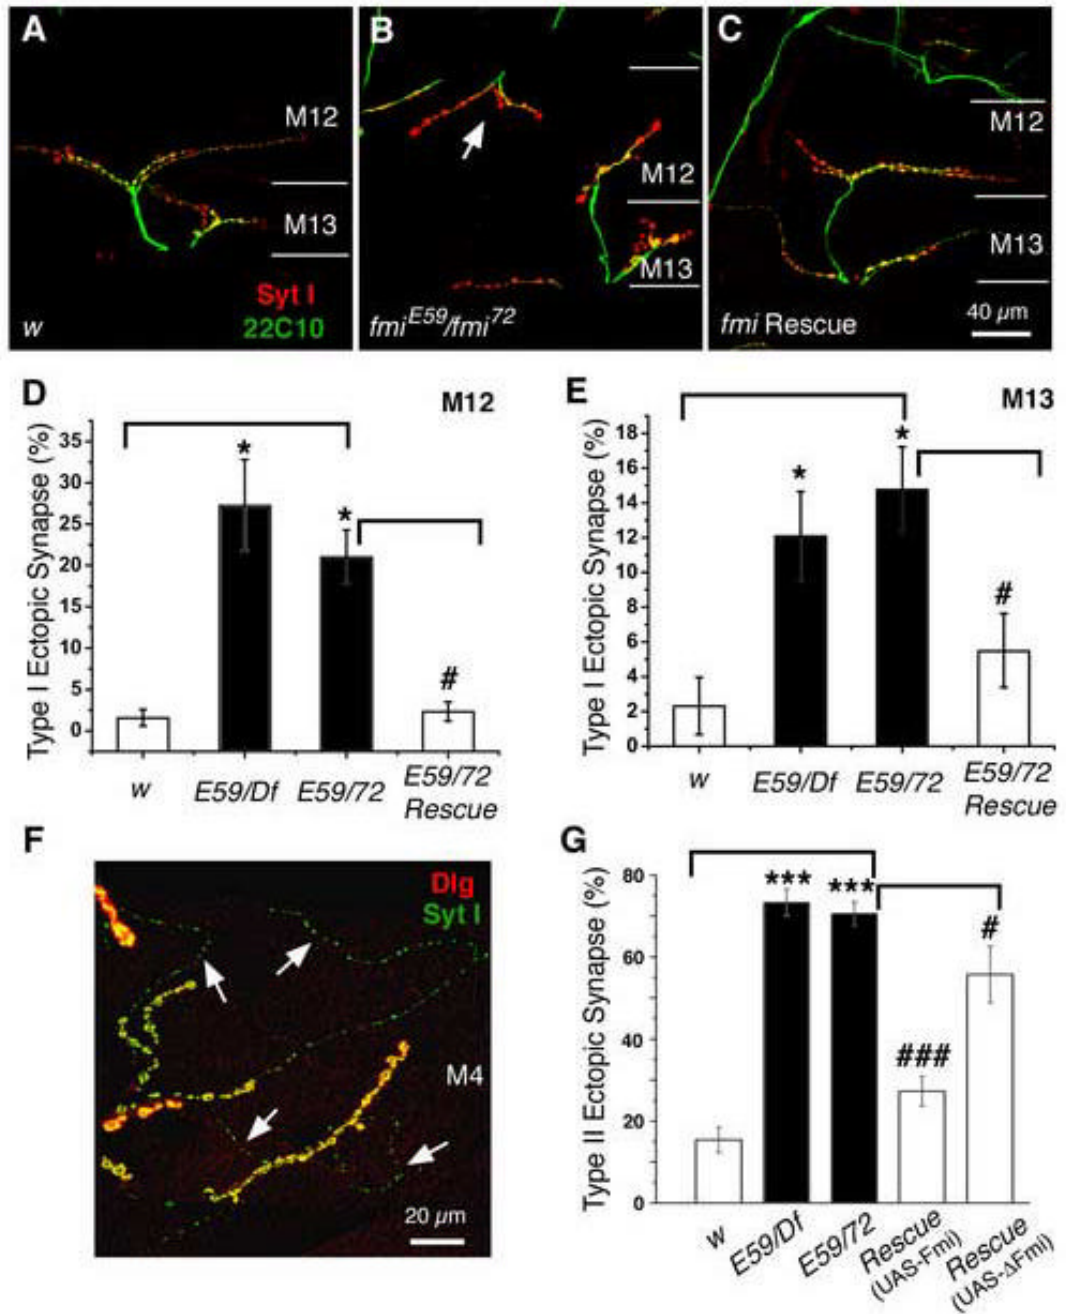 A
M12
M13
Syt I
22C10
w
B
M12
M13
fmi^E59/fmi^72
C
M12
M13
fmi Rescue
40 µm
D
M12
Type I Ectopic Synapse (%)
35
30
25
20
15
10
5
0
*
*
#
w
E59/Df
E59/72
E59/72
Rescue
E
M13
Type I Ectopic Synapse (%)
18
16
14
12
10
8
6
4
2
0
*
*
#
w
E59/Df
E59/72
E59/72
Rescue
F
Dlg
Syt I
M4
20 µm
G
Type II Ectopic Synapse (%)
80
60
40
20
0
***
***
###
#
w
E59/Df
E59/72
Rescue
(UAS-Fmi)
Rescue
(UAS-ΔFmi)